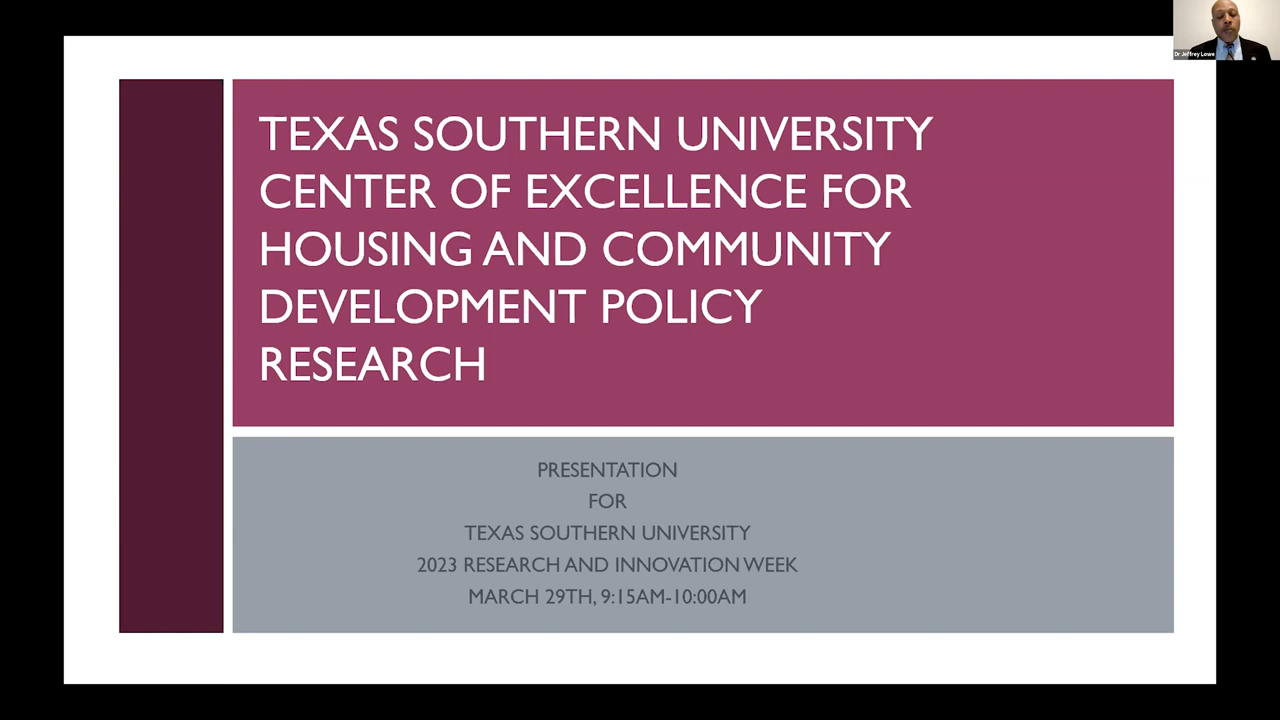 Dr Jeffrey Lowe
TEXAS SOUTHERN UNIVERSITY
CENTER OF EXCELLENCE FOR
HOUSING AND COMMUNITY
DEVELOPMENT POLICY
RESEARCH
PRESENTATION
FOR
TEXAS SOUTHERN UNIVERSITY
2023 RESEARCH AND INNOVATION WEEK
MARCH 29TH, 9:15AM-10:00AM